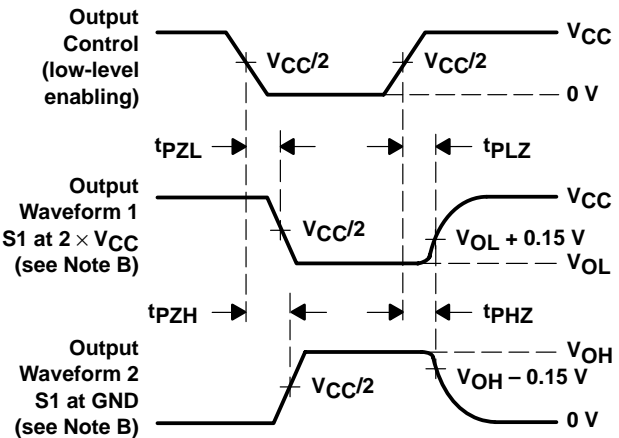 Output
Control
(low-level
enabling)
VCC
VCC/2
VCC/2
0 V
tPZL
tPLZ
Output
Waveform 1
S1 at 2 × VCC
(see Note B)
VCC
VCC/2
VOL + 0.15 V
VOL
tPZH
tPHZ
Output
Waveform 2
S1 at GND
(see Note B)
VOH
VCC/2
VOH – 0.15 V
0 V